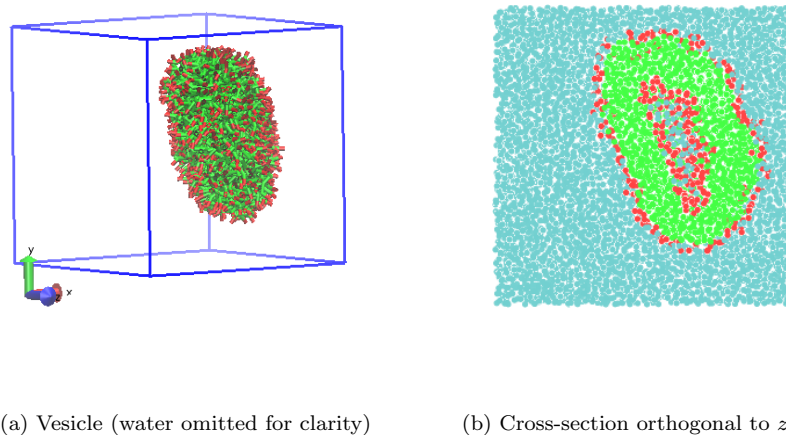 y
z
x
(a) Vesicle (water omitted for clarity)
(b) Cross-section orthogonal to z